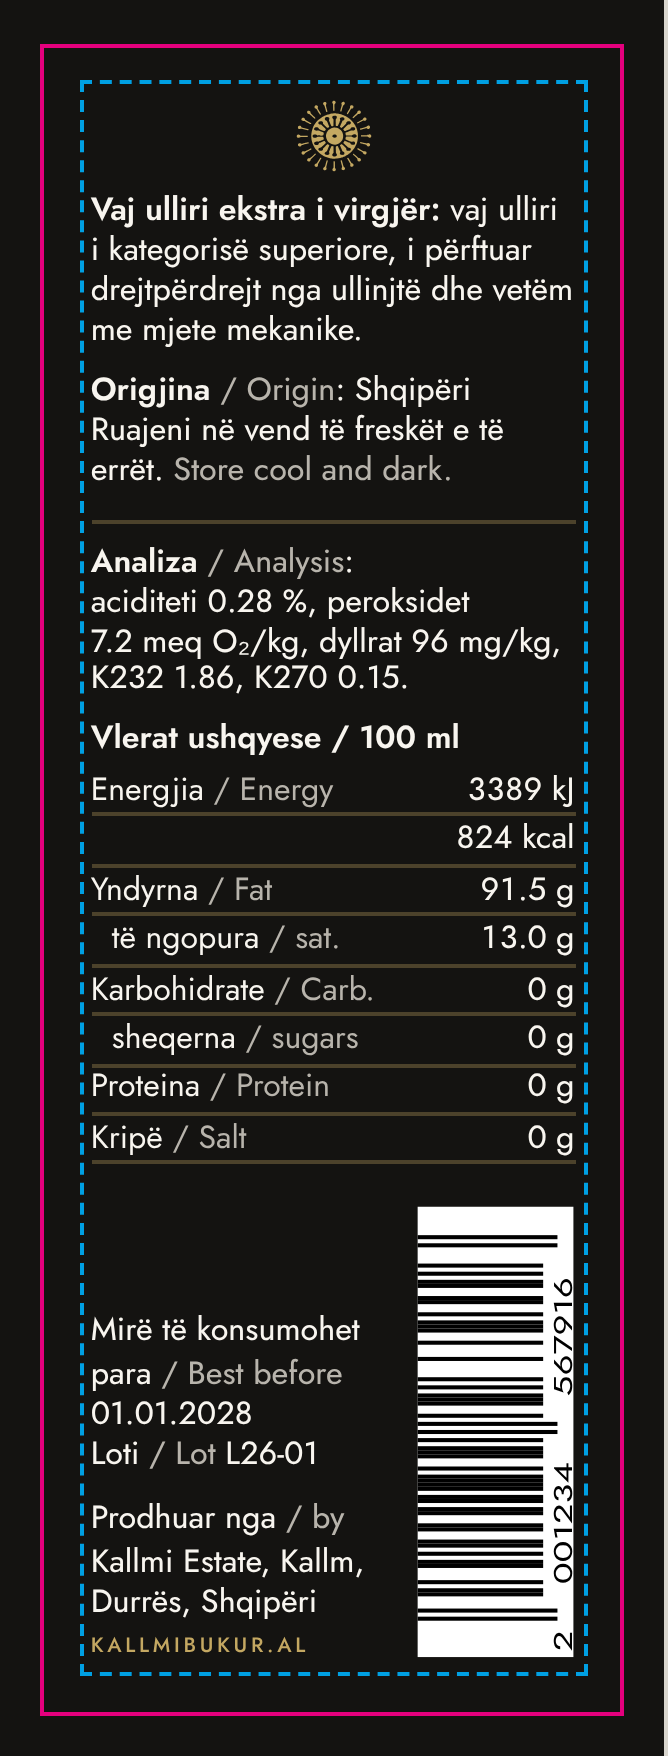 Vaj ulliri ekstra i virgjër: vaj ulliri
i kategorisë superiore, i përftuar
drejtpërdrejt nga ullinjtë dhe vetëm
me mjete mekanike.
Origjina / Origin: Shqipëri
Ruajeni në vend të freskët e të
errët. Store cool and dark.
Analiza / Analysis:
aciditeti 0.28 %, peroksidet
7.2 meq O₂/kg, dyllrat 96 mg/kg,
K232 1.86, K270 0.15.
Vlerat ushqyese / 100 ml
Energjia / Energy 3389 kJ
824 kcal
Yndyrna / Fat 91.5 g
të ngopura / sat. 13.0 g
Karbohidrate / Carb. 0 g
sheqerna / sugars 0 g
Proteina / Protein 0 g
Kripë / Salt 0 g
Mirë të konsumohet
para / Best before
01.01.2028
Loti / Lot L26-01
Prodhuar nga / by
Kallmi Estate, Kallm,
Durrës, Shqipëri
KALLMIBUKUR.AL
2 001234 567916